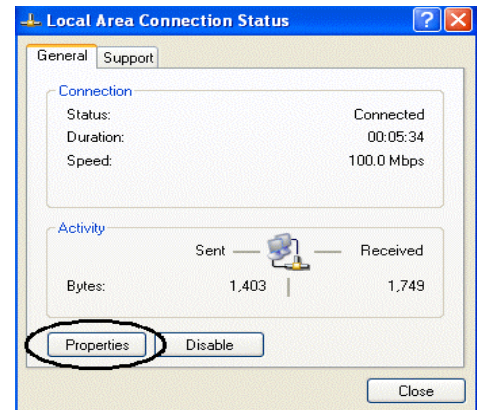 Local Area Connection Status
General Support
Connection
Status: Connected
Duration: 00:05:34
Speed: 100.0 Mbps
Activity
Sent Received
Bytes: 1,403 1,749
Properties Disable
Close